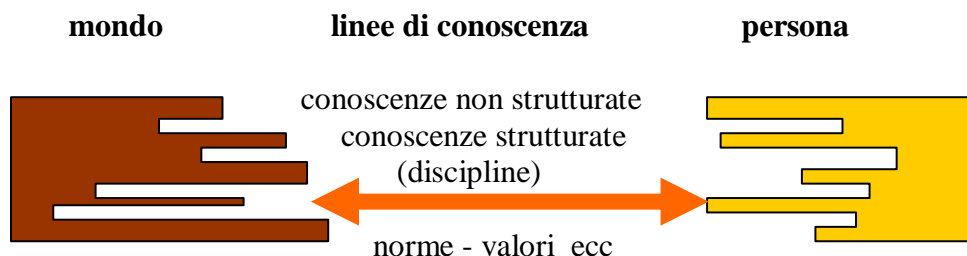 mondo linee di conoscenza persona
conoscenze non strutturate
conoscenze strutturate
(discipline)
norme - valori ecc